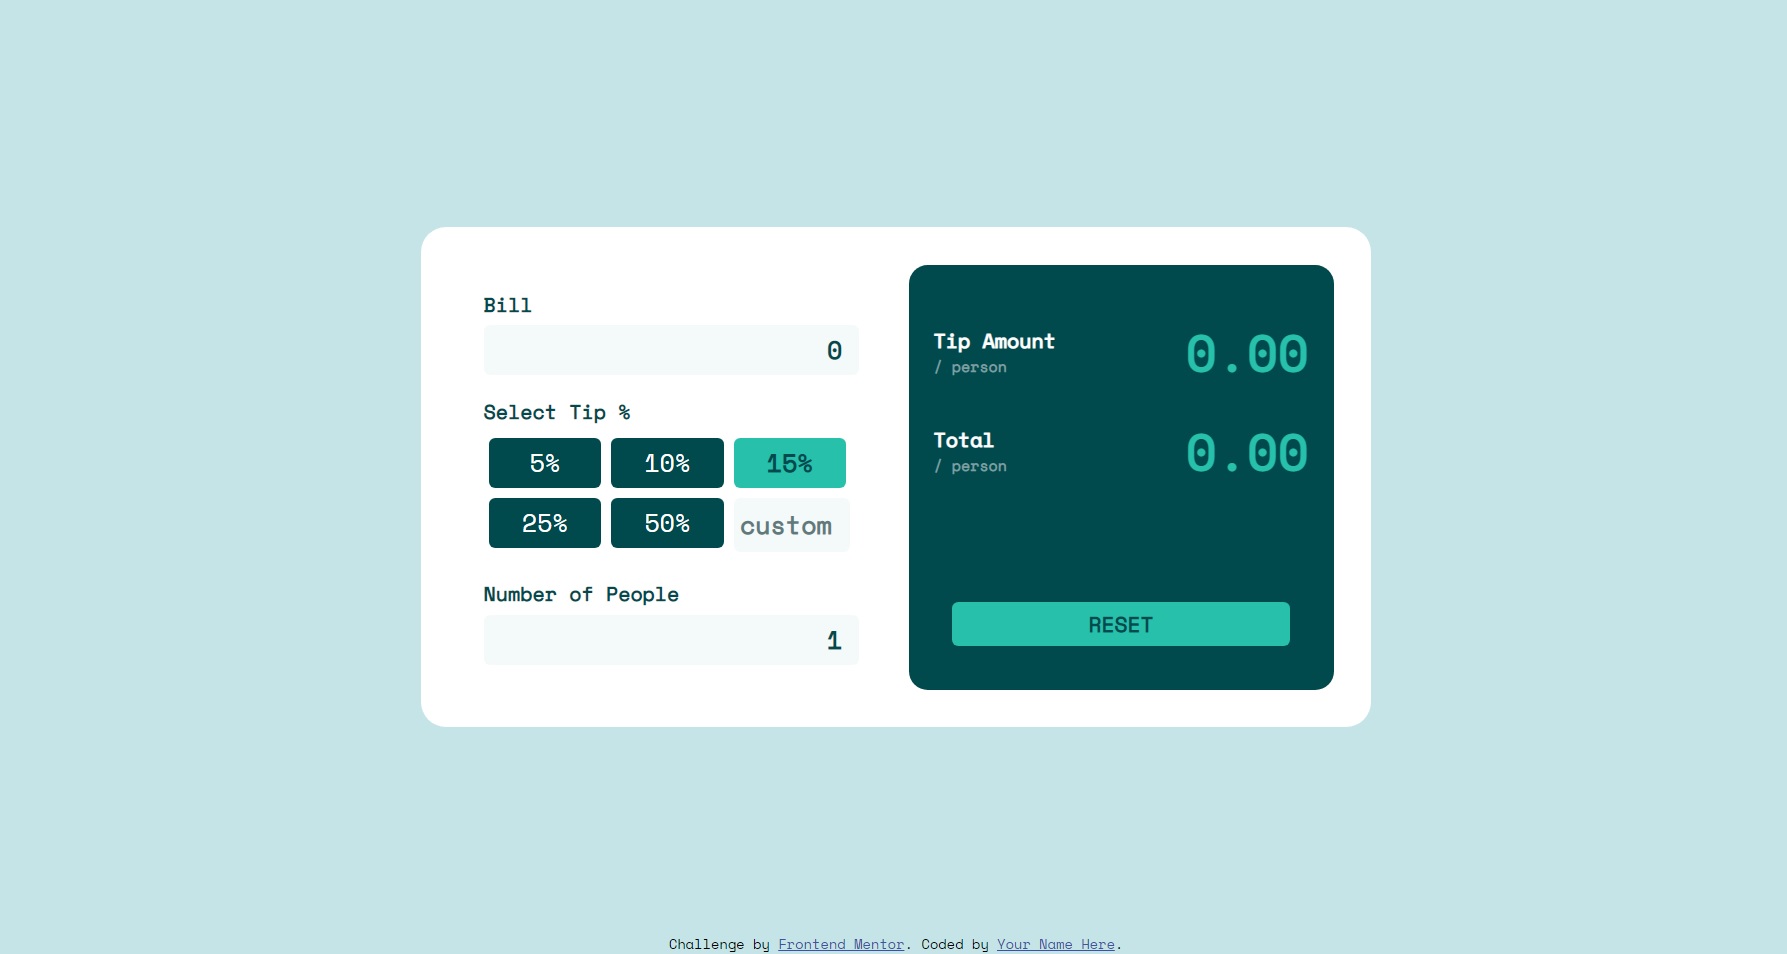 Bill
0
Select Tip %
5% 10% 15%
25% 50% custom
Number of People
1
Tip Amount
/ person
0.00
Total
/ person
0.00
RESET
Challenge by Frontend Mentor. Coded by Your Name Here.